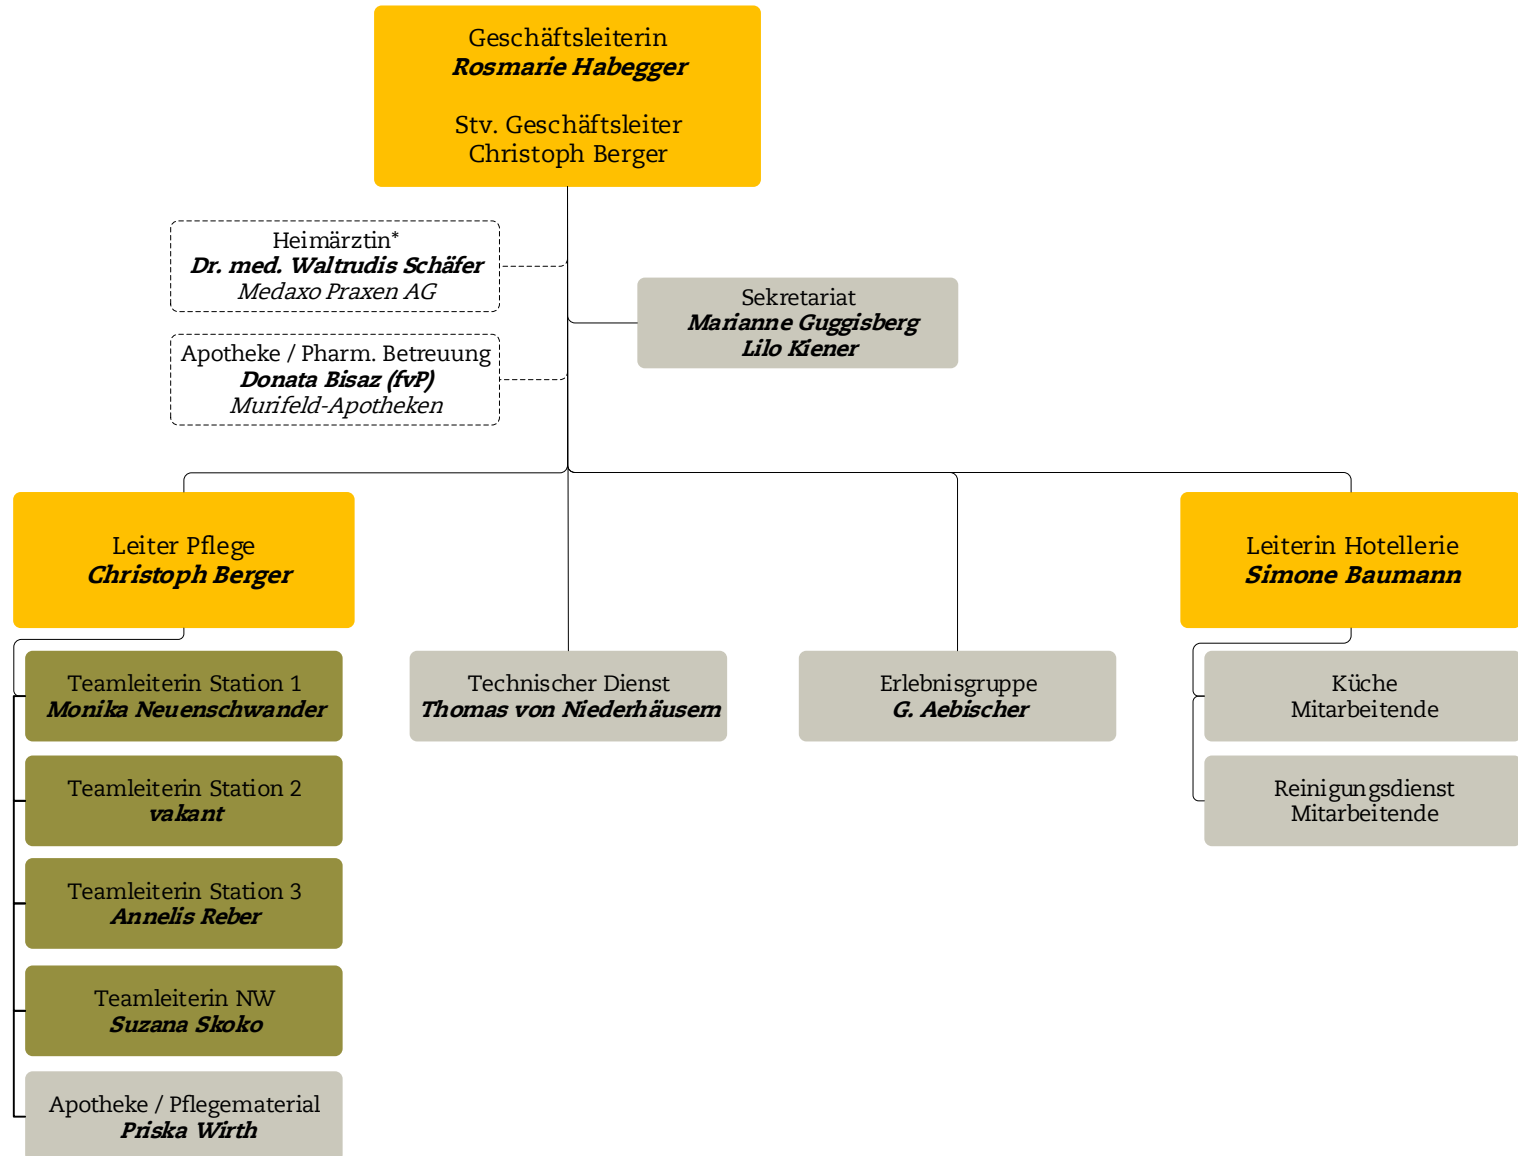 Geschäftsleiterin
Rosmarie Habegger
Stv. Geschäftsleiter
Christoph Berger
Heimärztin*
Dr. med. Waltrudis Schäfer
Medaxo Praxen AG
Sekretariat
Marianne Guggisberg
Lilo Kiener
Apotheke / Pharm. Betreuung
Donata Bisaz (fvP)
Murifeld-Apotheken
Leiter Pflege
Christoph Berger
Leiterin Hotellerie
Simone Baumann
Teamleiterin Station 1
Monika Neuenschwander
Technischer Dienst
Thomas von Niederhäusern
Erlebnisgruppe
G. Aebischer
Küche
Mitarbeitende
Teamleiterin Station 2
vakant
Reinigungsdienst
Mitarbeitende
Teamleiterin Station 3
Annelis Reber
Teamleiterin NW
Suzana Skoko
Apotheke / Pflegematerial
Priska Wirth